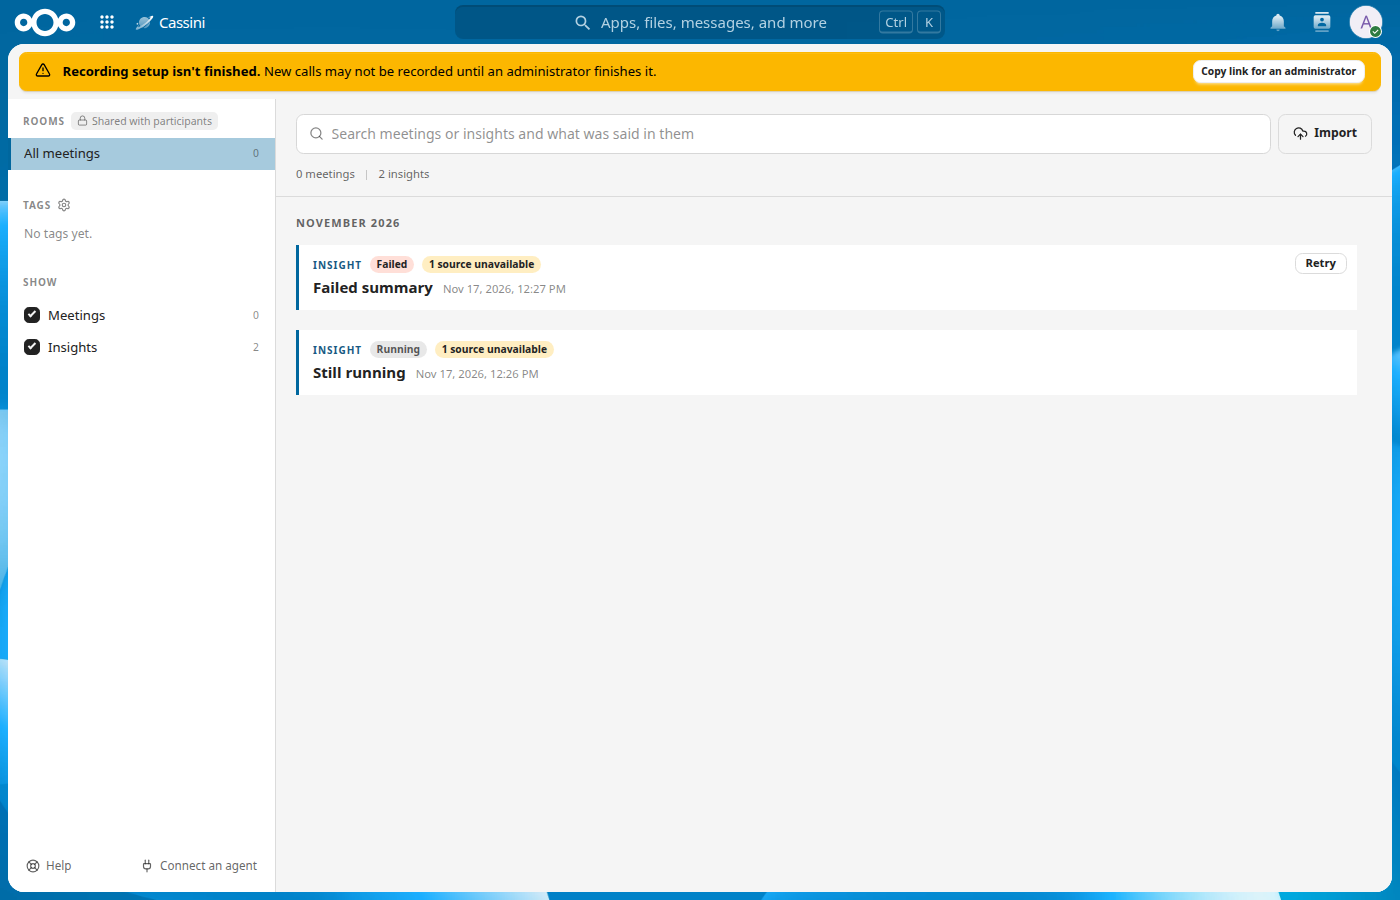 Cassini
Apps, files, messages, and more
Ctrl K
A
Recording setup isn't finished. New calls may not be recorded until an administrator finishes it.
Copy link for an administrator
ROOMS Shared with participants
All meetings 0
TAGS
No tags yet.
SHOW
Meetings 0
Insights 2
Help
Connect an agent
Search meetings or insights and what was said in them
Import
0 meetings | 2 insights
NOVEMBER 2026
INSIGHT Failed 1 source unavailable
Retry
Failed summary Nov 17, 2026, 12:27 PM
INSIGHT Running 1 source unavailable
Still running Nov 17, 2026, 12:26 PM